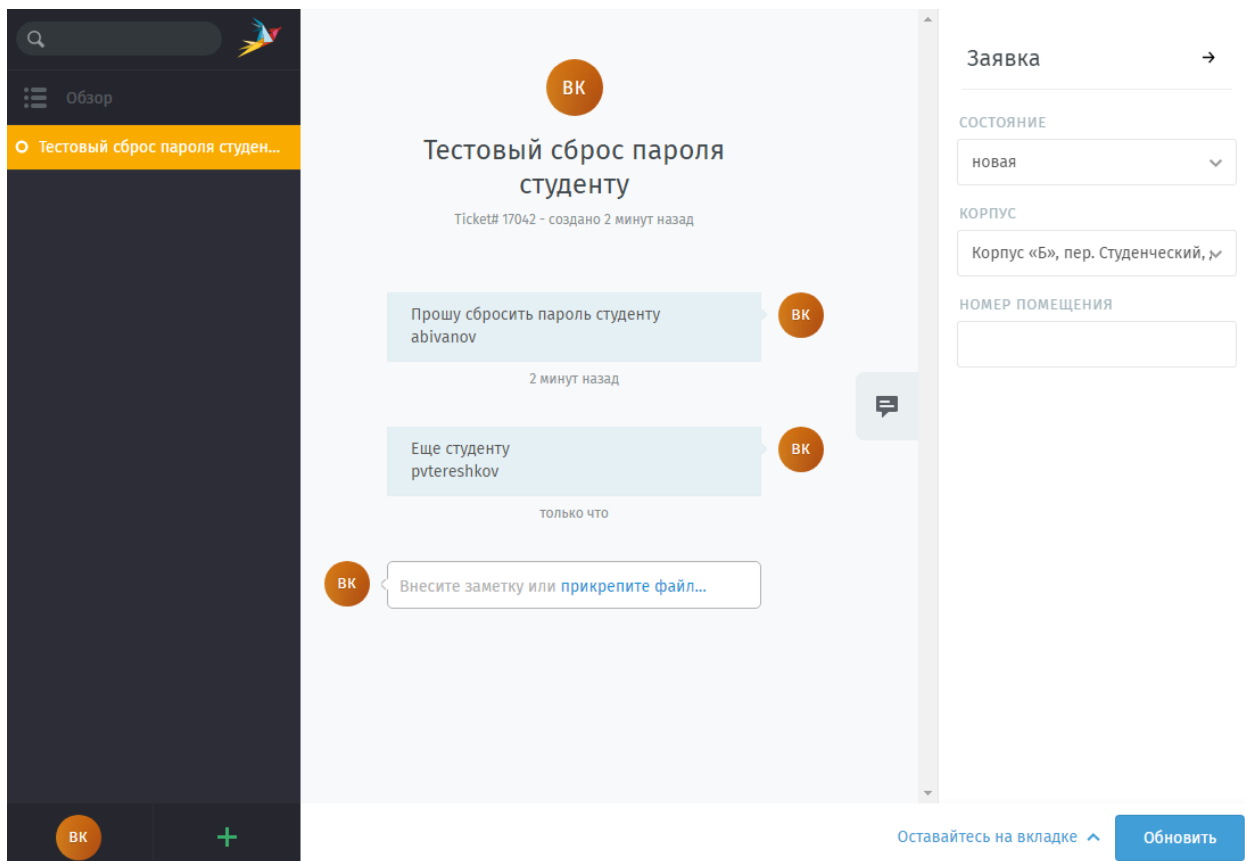 Обзор
Тестовый сброс пароля студен...
ВК
Тестовый сброс пароля
студенту
Ticket# 17042 - создано 2 минут назад
Прошу сбросить пароль студенту
abivanov
ВК
2 минут назад
Еще студенту
pvtereshkov
ВК
только что
ВК
Внесите заметку или прикрепите файл...
Заявка
СОСТОЯНИЕ
новая
КОРПУС
Корпус «Б», пер. Студенческий,
НОМЕР ПОМЕЩЕНИЯ
ВК
Оставайтесь на вкладке
Обновить